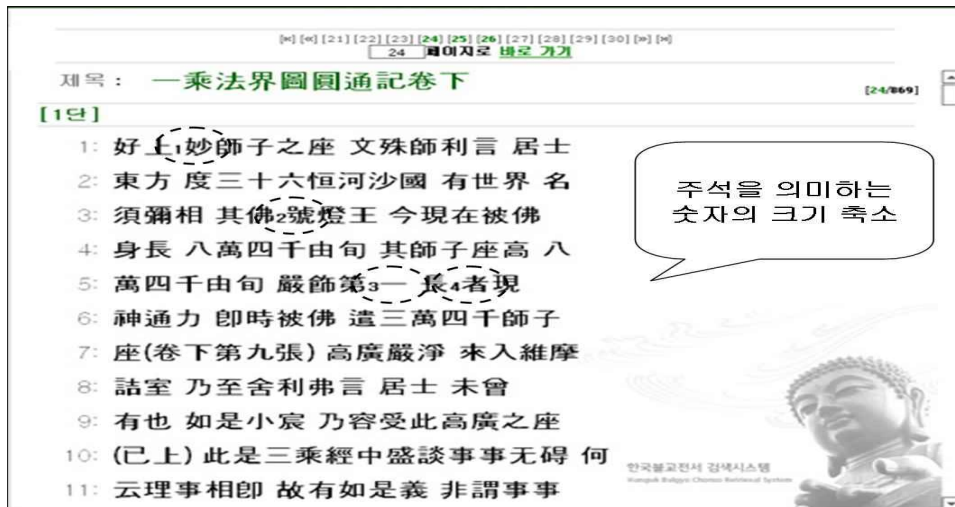 [н] [«] [21] [22] [23] [24] [25] [26] [27] [28] [29] [30] [»] [н]
24 페이지로 바로 가기
제목 : 一乘法界圖圓通記卷下
[24/869]
[1단]
1: 好上1妙師子之座 文殊師利言 居士
2: 東方 度三十六恒河沙國 有世界 名
3: 須彌相 其佛2號燈王 今現在被佛
4: 身長 八萬四千由旬 其師子座高 八
5: 萬四千由旬 嚴飾第3一 長4者現
6: 神通力 卽時被佛 遣三萬四千師子
7: 座(卷下第九張) 高廣嚴淨 來入維摩
8: 詰室 乃至舍利弗言 居士 未曾
9: 有也 如是小宸 乃容受此高廣之座
10: (已上) 此是三乘經中盛談事事无碍 何
11: 云理事相卽 故有如是義 非謂事事
주석을 의미하는
숫자의 크기 축소
한국불교전서 검색시스템
Hanguk Bulgyo Chonso Retrieval System